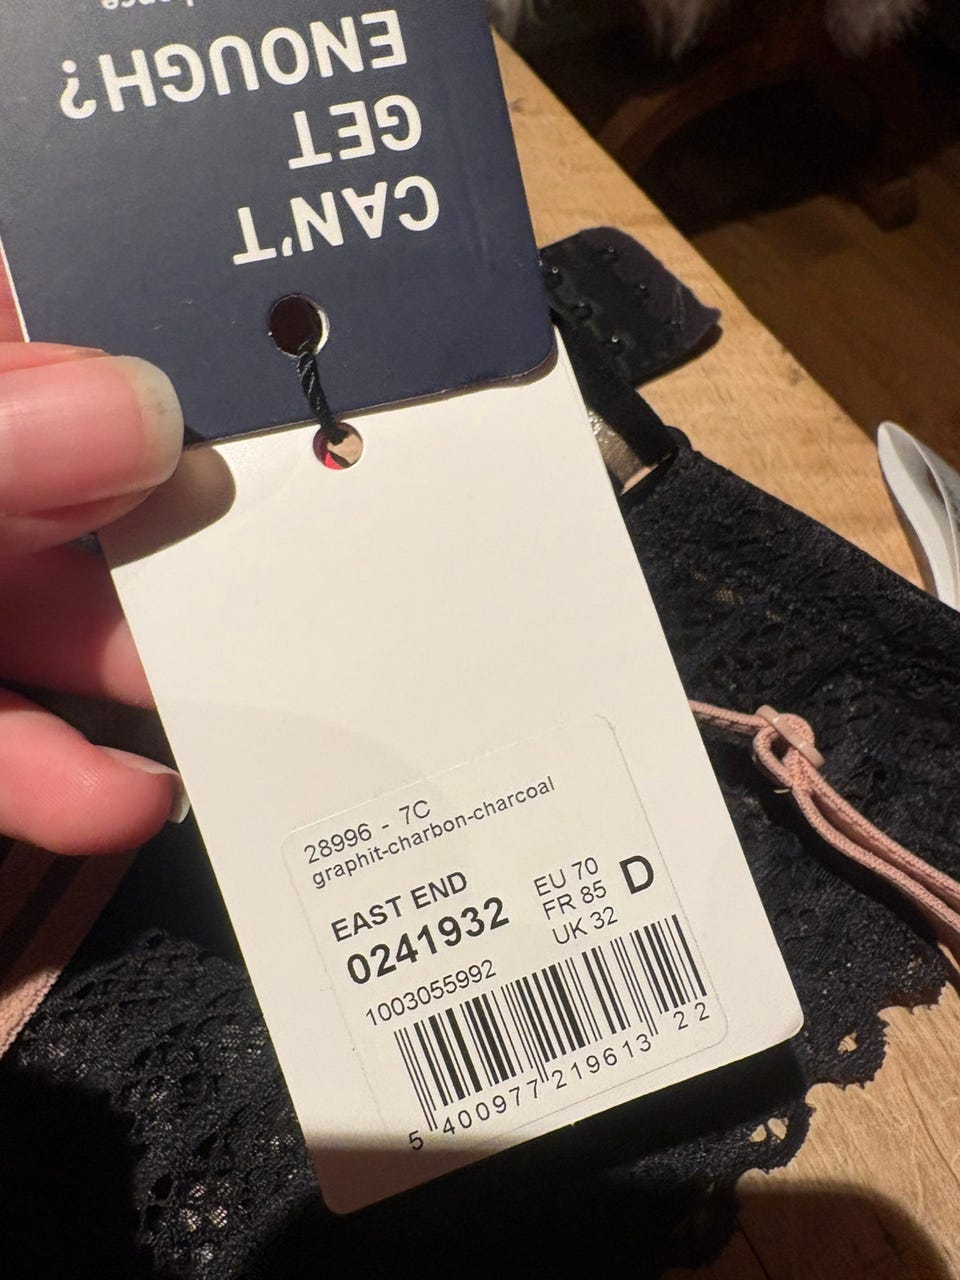 CAN'T
GET
ENOUGH?
28996 - 7C
graphit-charbon-charcoal
EAST END
0241932
EU 70
FR 85
UK 32
D
1003055992
5 400977 219613 22